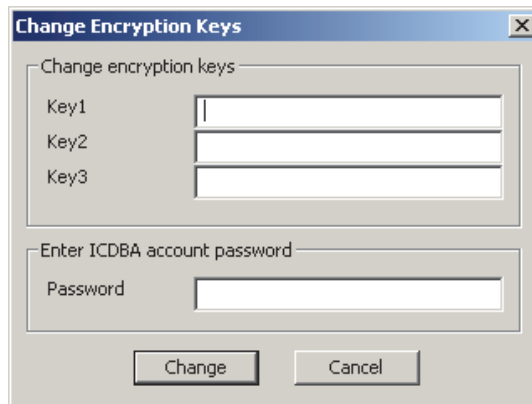 Change Encryption Keys
Change encryption keys
Key1
Key2
Key3
Enter ICDBA account password
Password
Change Cancel